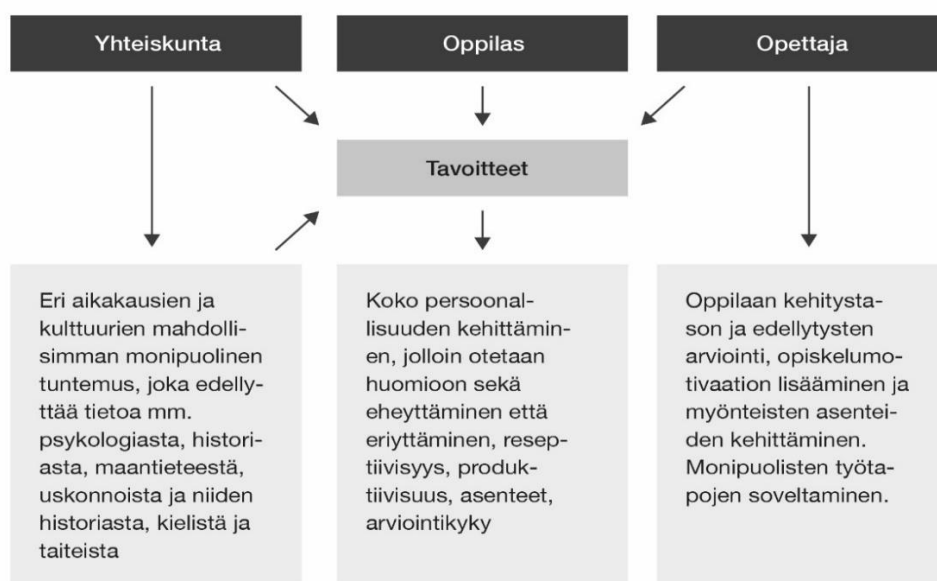 Yhteiskunta
Oppilas
Opettaja
Tavoitteet
Eri aikakausien ja
kulttuurien mahdolli-
simman monipuolinen
tuntemus, joka edelly-
ttää tietoa mm.
psykologiasta, histori-
asta, maantieteestä,
uskonnoista ja niiden
historiasta, kielistä ja
taiteista
Koko persoonal-
lisuuden kehittämin-
en, jolloin otetaan
huomioon sekä
eheyttäminen että
eriyttäminen, resep-
tiivisyys, produk-
tiivisuus, asenteet,
arviointikyky
Oppilaan kehitysta-
son ja edellytysten
arviointi, opiskelumo-
tivaation lisääminen ja
myönteisten asentei-
den kehittäminen.
Monipuolisten työta-
pojen soveltaminen.